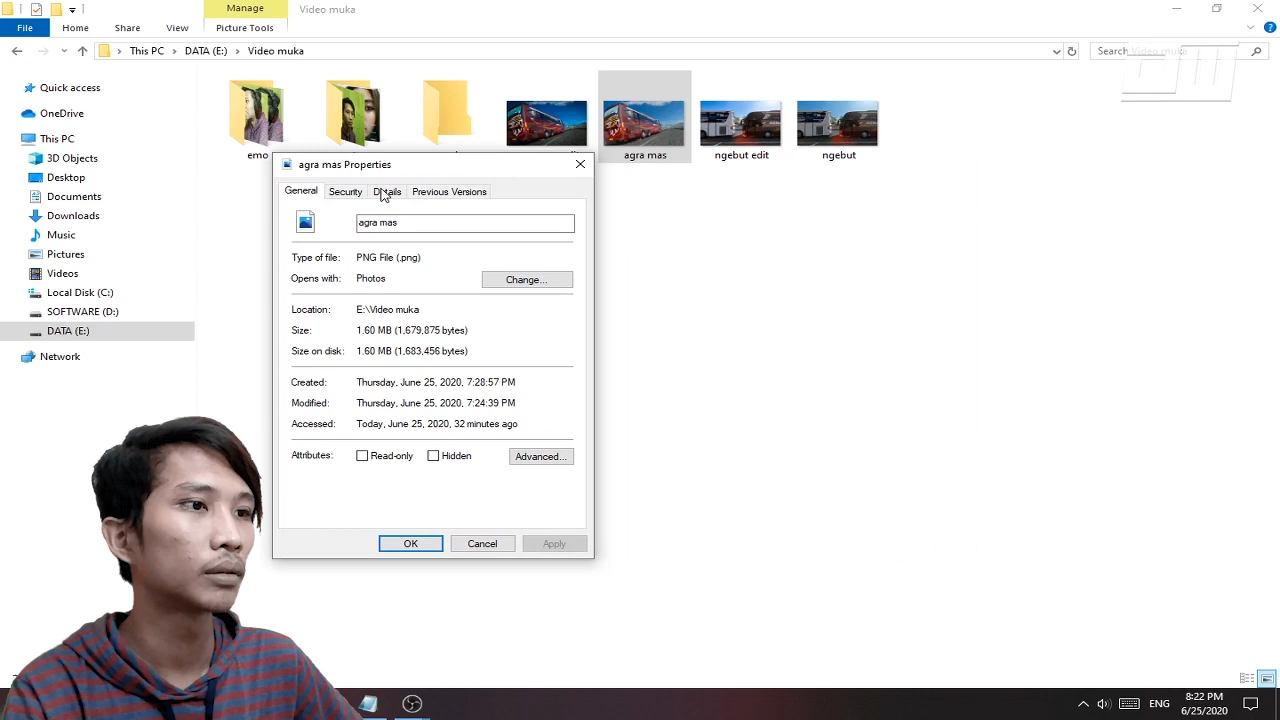 Manage
Video muka
File
Home
Share
View
Picture Tools
This PC
DATA (E:)
Video muka
Search Video muka
Quick access
OneDrive
This PC
3D Objects
Desktop
Documents
Downloads
Music
Pictures
Videos
Local Disk (C:)
SOFTWARE (D:)
DATA (E:)
Network
emo
agra mas
ngebut edit
ngebut
agra mas Properties
General
Security
Details
Previous Versions
agra mas
Type of file: PNG File (.png)
Opens with: Photos
Change...
Location: E:\Video muka
Size: 1.60 MB (1,679,875 bytes)
Size on disk: 1.60 MB (1,683,456 bytes)
Created: Thursday, June 25, 2020, 7:28:57 PM
Modified: Thursday, June 25, 2020, 7:24:39 PM
Accessed: Today, June 25, 2020, 32 minutes ago
Attributes: Read-only Hidden
Advanced...
OK
Cancel
Apply
ENG
8:22 PM
6/25/2020